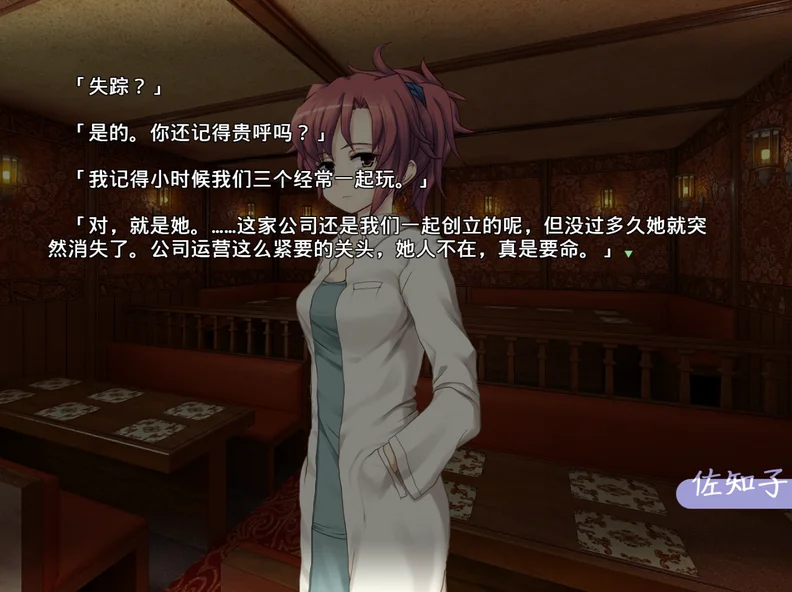 「失踪？」
「是的。你还记得贵呼吗？」
「我记得小时候我们三个经常一起玩。」
「对，就是她。……这家公司还是我们一起创立的呢，但没过多久她就突
然消失了。公司运营这么紧要的关头，她人不在，真是要命。」
佐知子